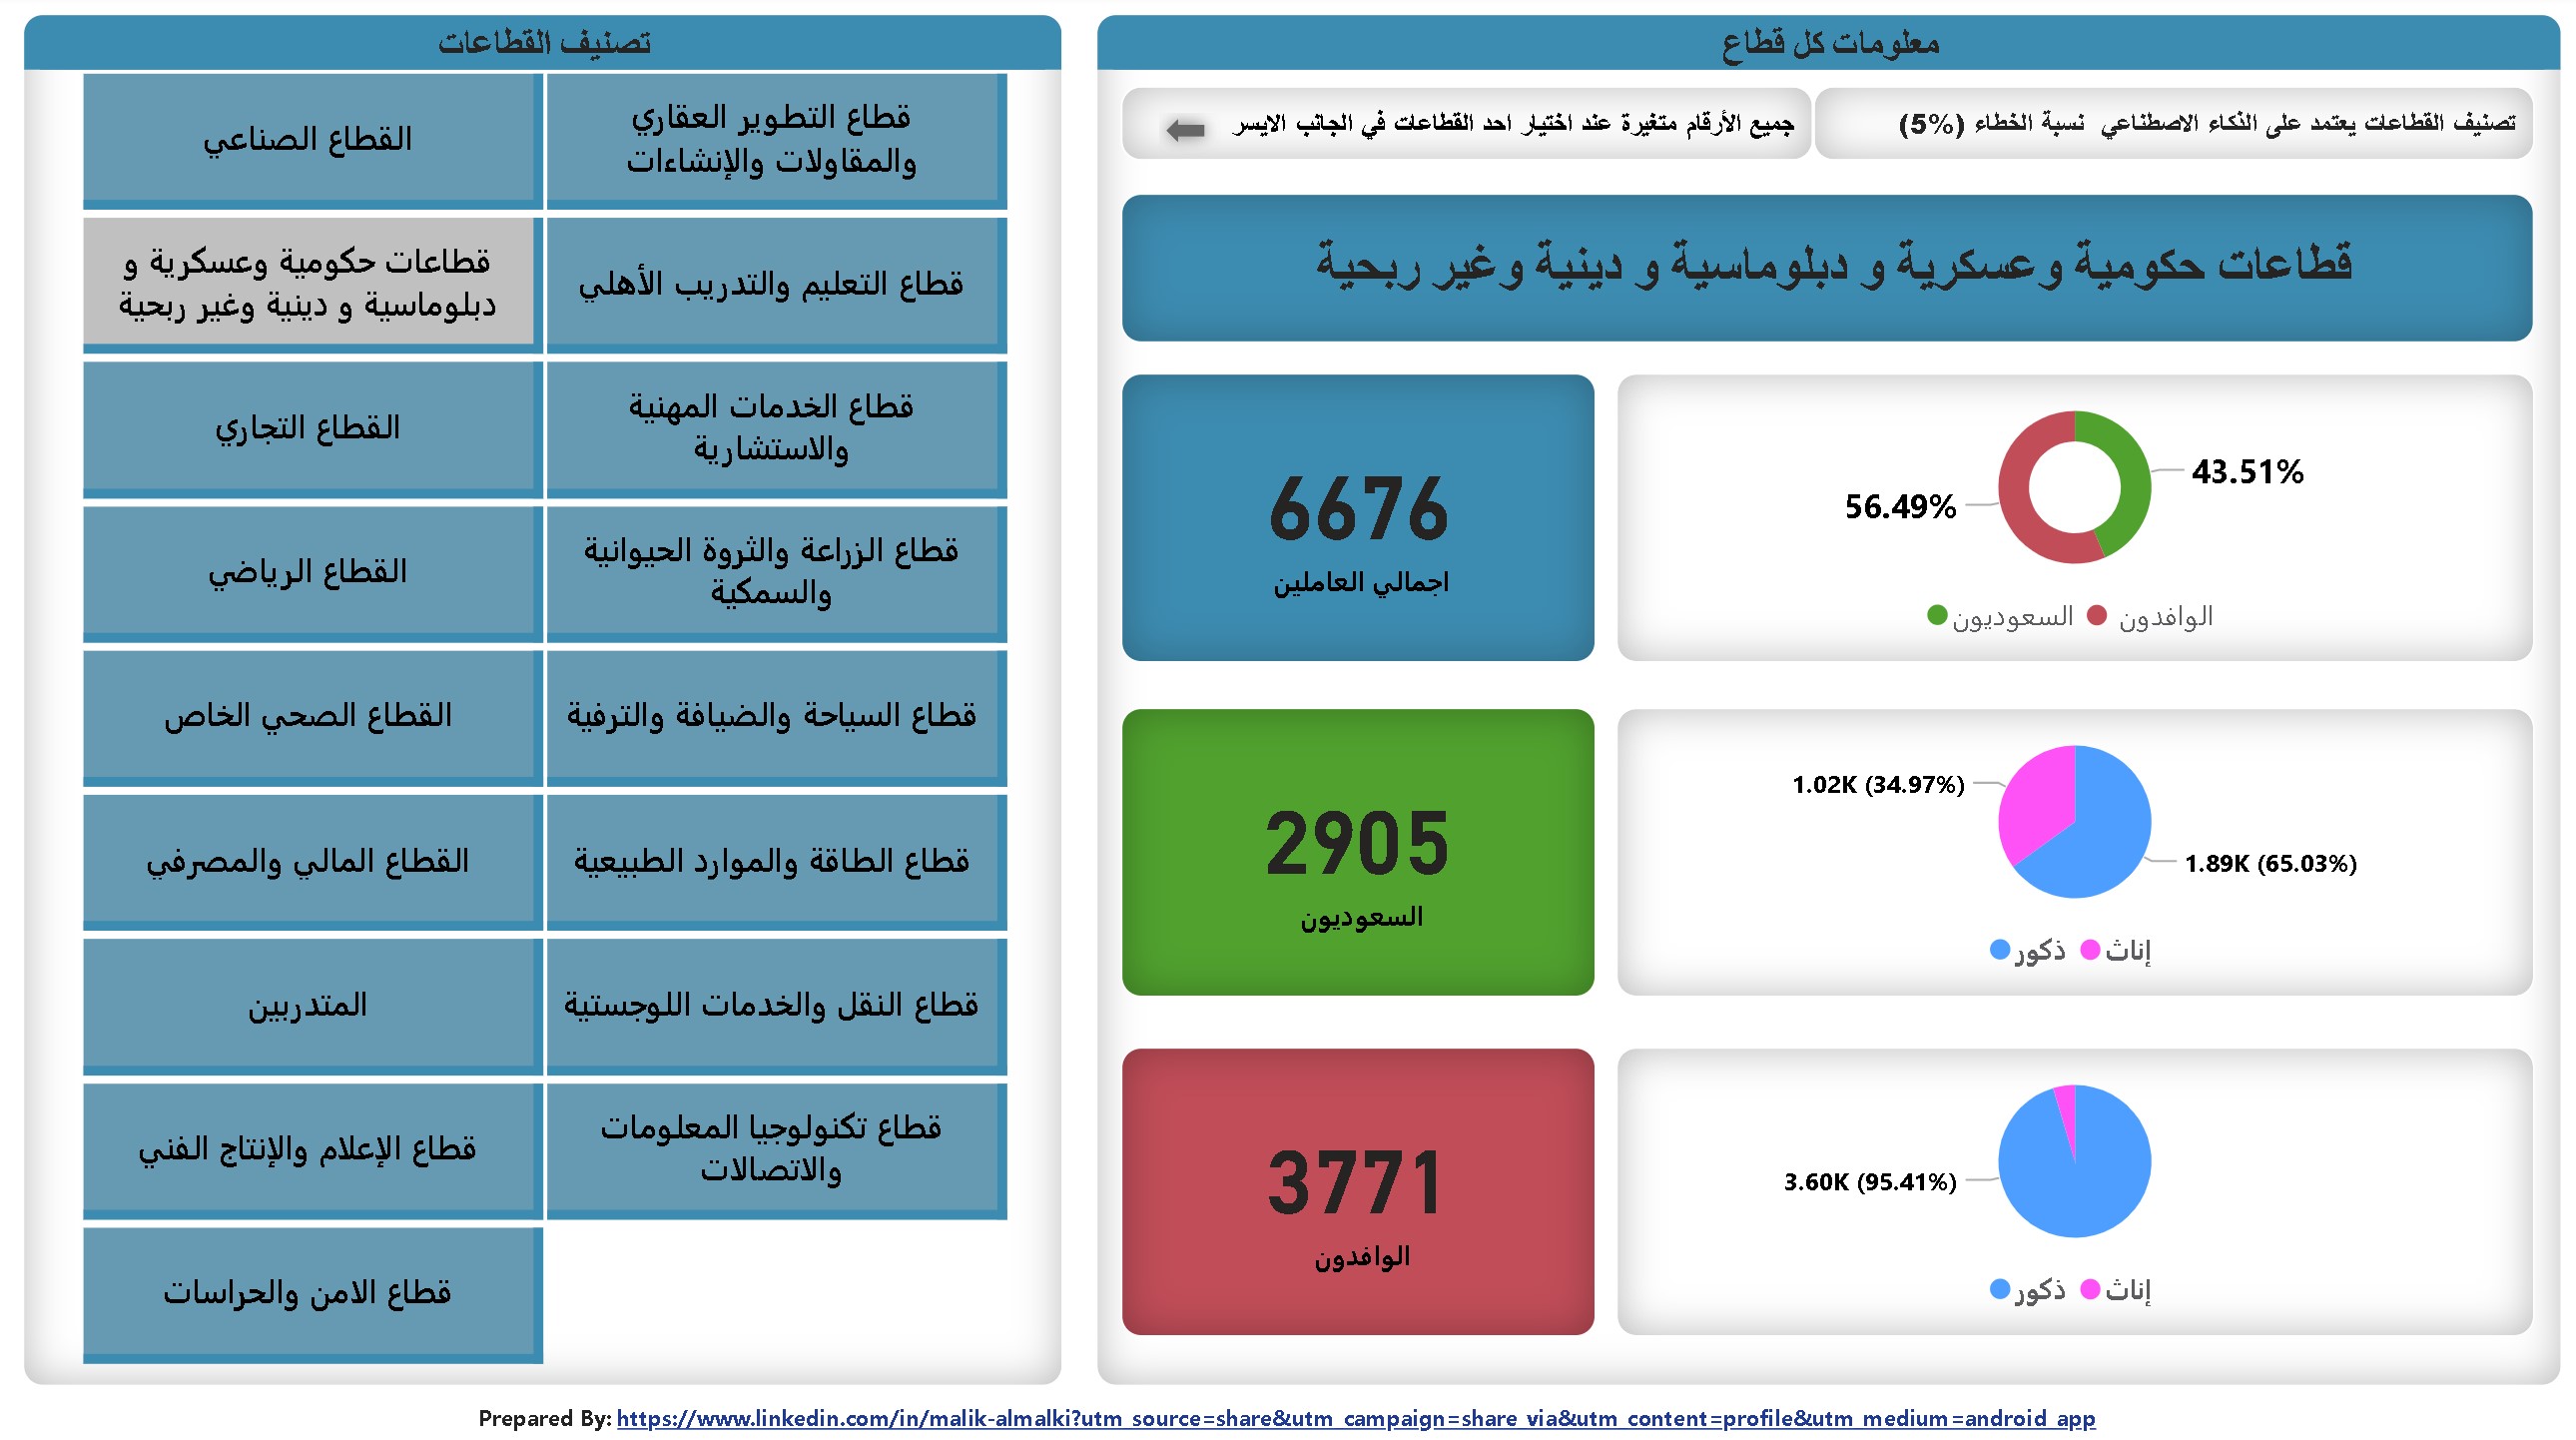 معلومات كل قطاع
تصنيف القطاعات يعتمد على الذكاء الاصطناعي نسبة الخطاء (5%)
جميع الأرقام متغيرة عند اختيار احد القطاعات في الجانب الايسر
قطاعات حكومية وعسكرية و دبلوماسية و دينية وغير ربحية
43.51%
56.49%
الوافدون
السعوديون
6676
اجمالي العاملين
1.02K (34.97%)
1.89K (65.03%)
إناث
ذكور
2905
السعوديون
3.60K (95.41%)
إناث
ذكور
3771
الوافدون
تصنيف القطاعات
قطاع التطوير العقاري
والمقاولات والإنشاءات
القطاع الصناعي
قطاع التعليم والتدريب الأهلي
قطاعات حكومية وعسكرية و
دبلوماسية و دينية وغير ربحية
قطاع الخدمات المهنية
والاستشارية
القطاع التجاري
قطاع الزراعة والثروة الحيوانية
والسمكية
القطاع الرياضي
قطاع السياحة والضيافة والترفية
القطاع الصحي الخاص
قطاع الطاقة والموارد الطبيعية
القطاع المالي والمصرفي
قطاع النقل والخدمات اللوجستية
المتدربين
قطاع تكنولوجيا المعلومات
والاتصالات
قطاع الإعلام والإنتاج الفني
قطاع الامن والحراسات
Prepared By: https://www.linkedin.com/in/malik-almalki?utm_source=share&utm_campaign=share_via&utm_content=profile&utm_medium=android_app